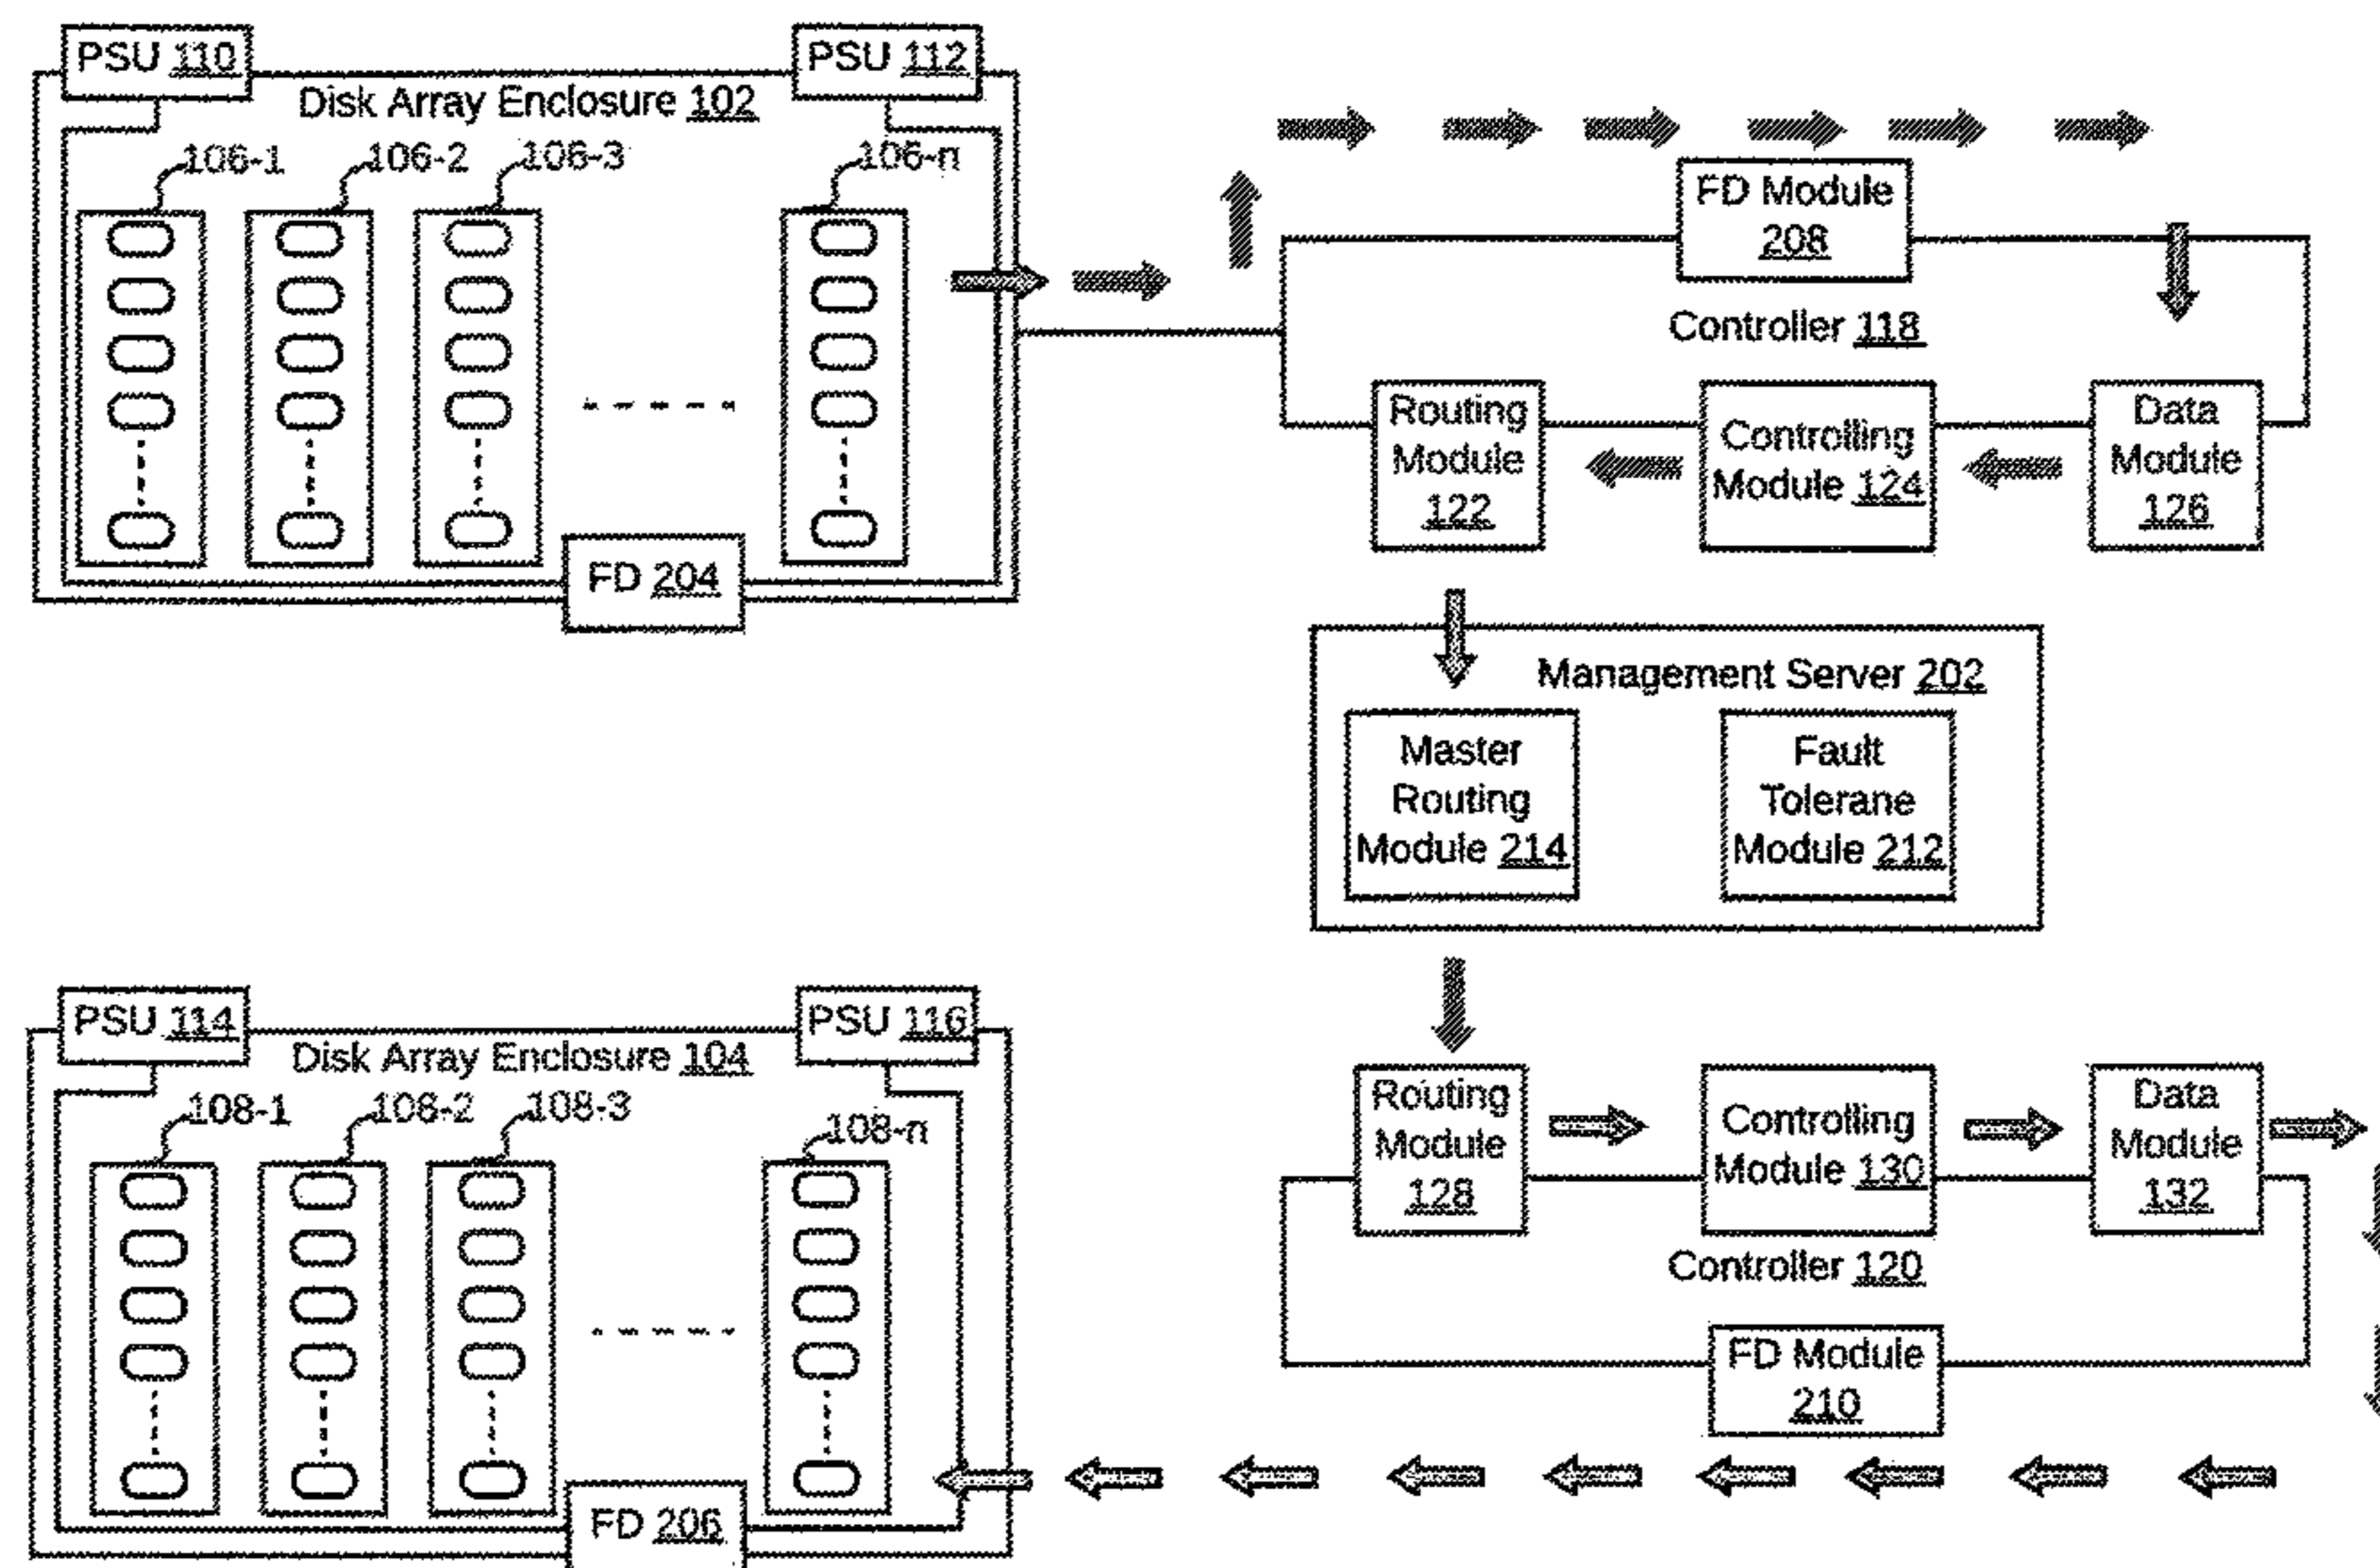 PSU 110
PSU 112
Disk Array Enclosure 102
106-1
106-2
106-3
106-n
FD 204
FD Module
208
Controller 118
Routing
Module
122
Controlling
Module 124
Data
Module
126
Management Server 202
Master
Routing
Module 214
Fault
Tolerane
Module 212
PSU 114
PSU 116
Disk Array Enclosure 104
108-1
108-2
108-3
108-n
FD 206
Routing
Module
128
Controlling
Module 130
Data
Module
132
Controller 120
FD Module
210